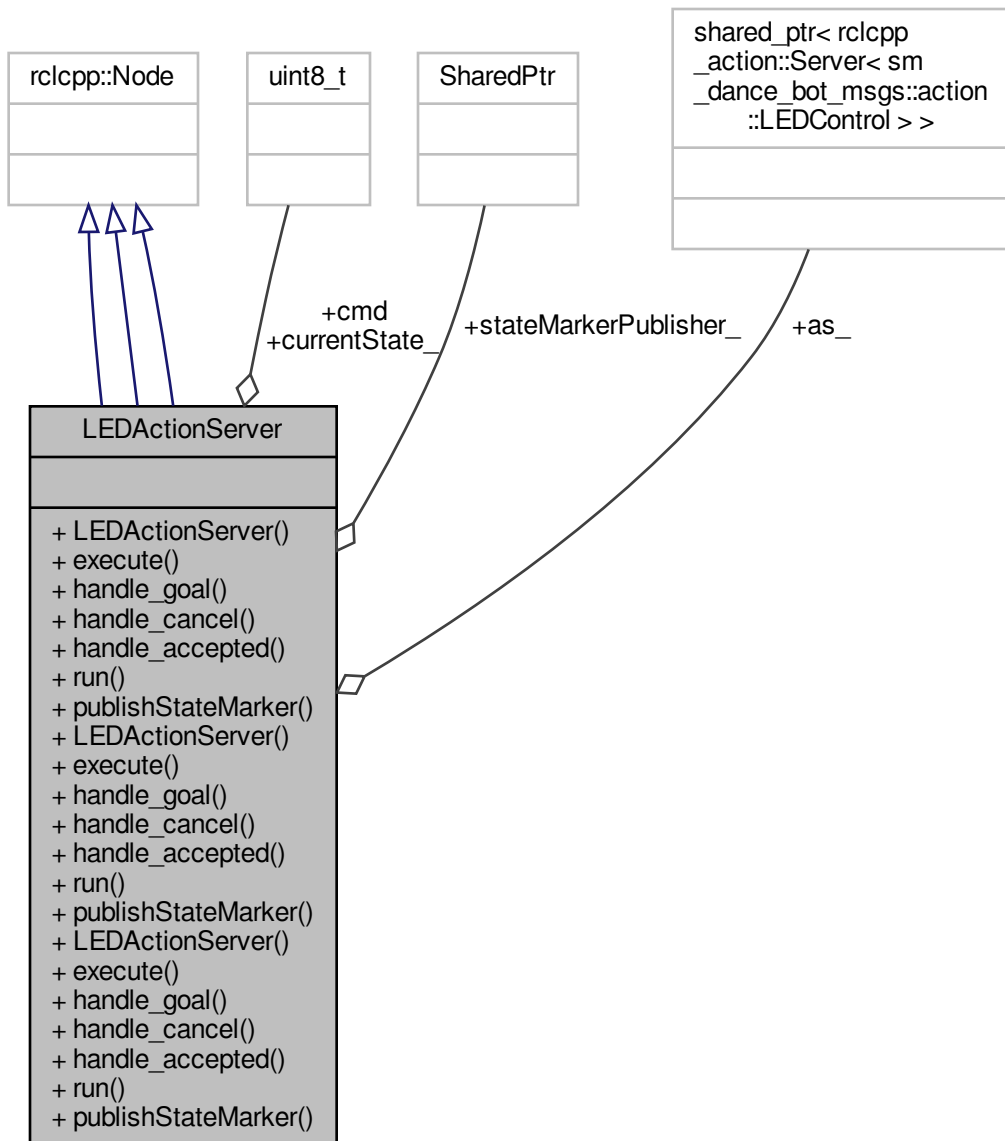 rclcpp::Node
uint8_t
SharedPtr
shared_ptr< rclcpp
_action::Server< sm
_dance_bot_msgs::action
::LEDControl > >
+cmd
+currentState_
+stateMarkerPublisher_
+as_
LEDActionServer
+ LEDActionServer()
+ execute()
+ handle_goal()
+ handle_cancel()
+ handle_accepted()
+ run()
+ publishStateMarker()
+ LEDActionServer()
+ execute()
+ handle_goal()
+ handle_cancel()
+ handle_accepted()
+ run()
+ publishStateMarker()
+ LEDActionServer()
+ execute()
+ handle_goal()
+ handle_cancel()
+ handle_accepted()
+ run()
+ publishStateMarker()